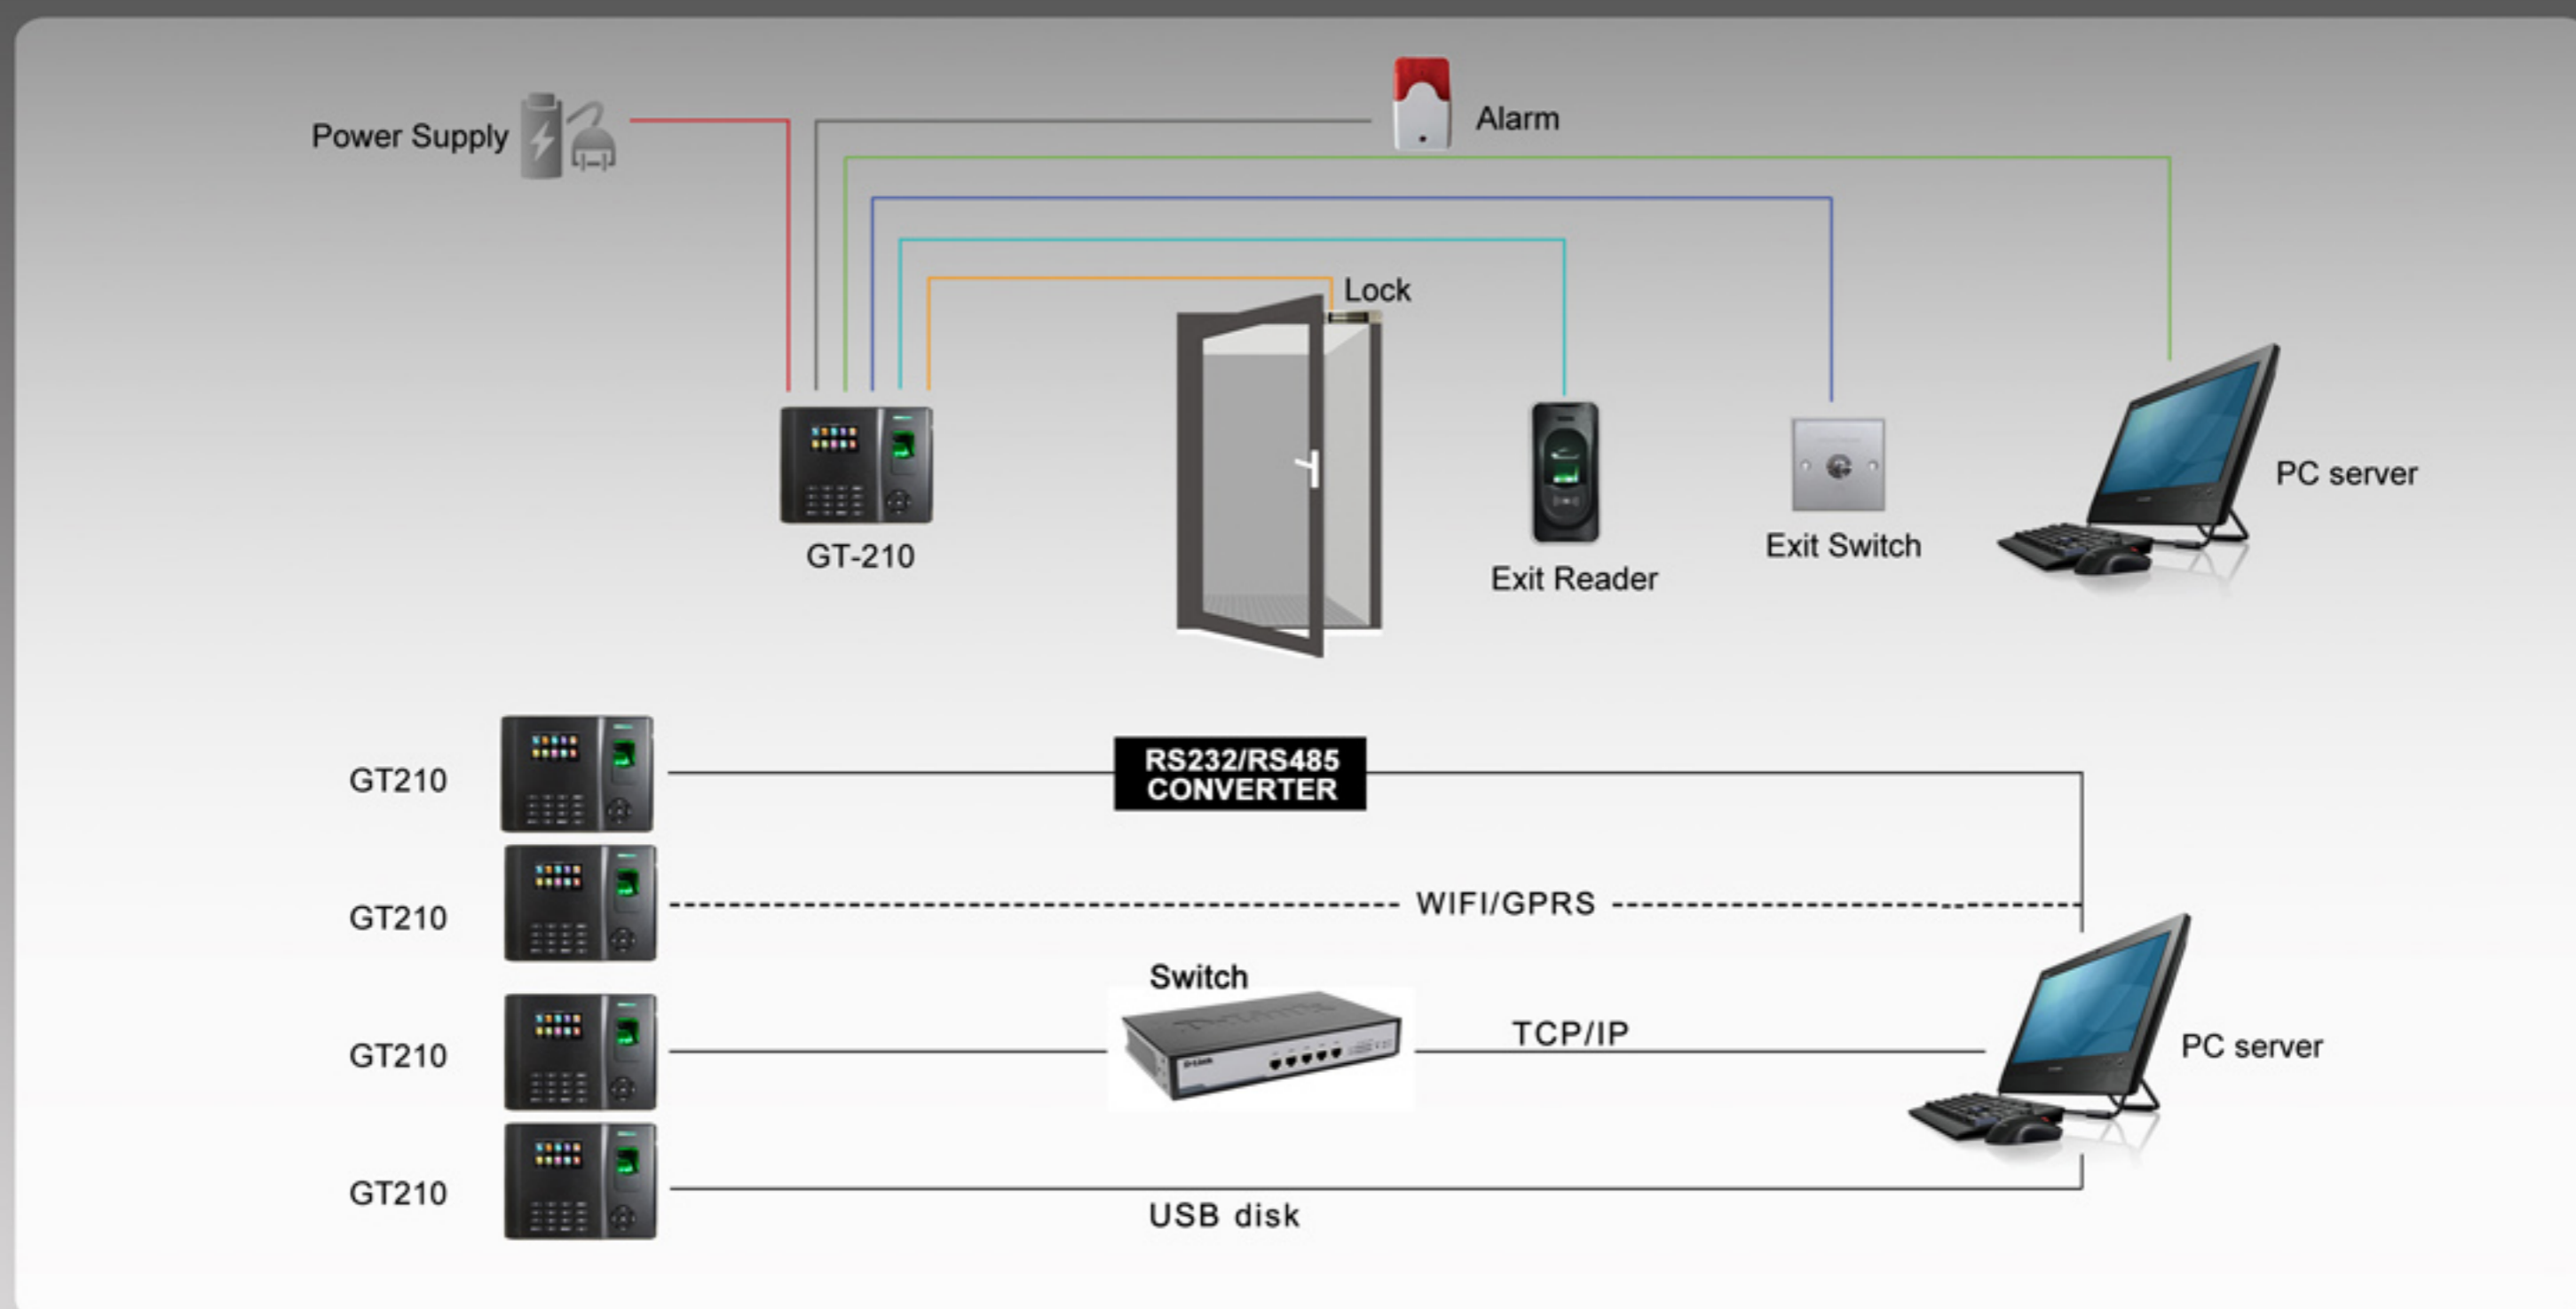 Power Supply
Alarm
Lock
GT-210
Exit Reader
Exit Switch
PC server
GT210
RS232/RS485
CONVERTER
GT210
WIFI/GPRS
Switch
D-Link
GT210
TCP/IP
PC server
GT210
USB disk